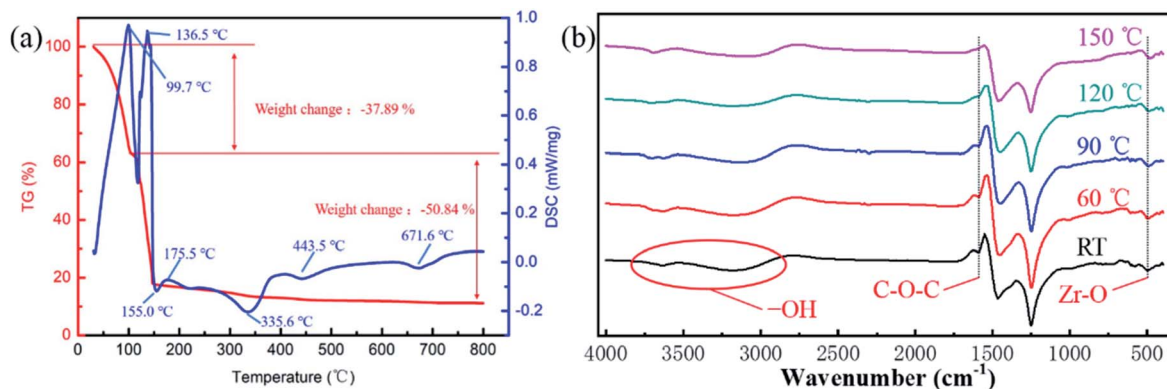 (a)
100
80
60
40
20
0
TG (%)
136.5 ℃
99.7 ℃
Weight change：-37.89 %
Weight change：-50.84 %
175.5 ℃
155.0 ℃
335.6 ℃
443.5 ℃
671.6 ℃
1.0
0.8
0.6
0.4
0.2
0.0
-0.2
DSC (mW/mg)
0 100 200 300 400 500 600 700 800
Temperature (℃)
(b)
150 ℃
120 ℃
90 ℃
60 ℃
RT
−OH
C-O-C
Zr-O
4000 3500 3000 2500 2000 1500 1000 500
Wavenumber (cm⁻¹)